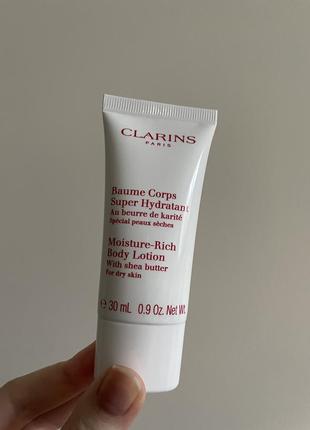 CLARINS
PARIS
Baume Corps
Super Hydratant
Au beurre de karité
Spécial peaux sèches
Moisture-Rich
Body Lotion
With shea butter
For dry skin
e 30 mL 0.9 Oz. Net Wt.